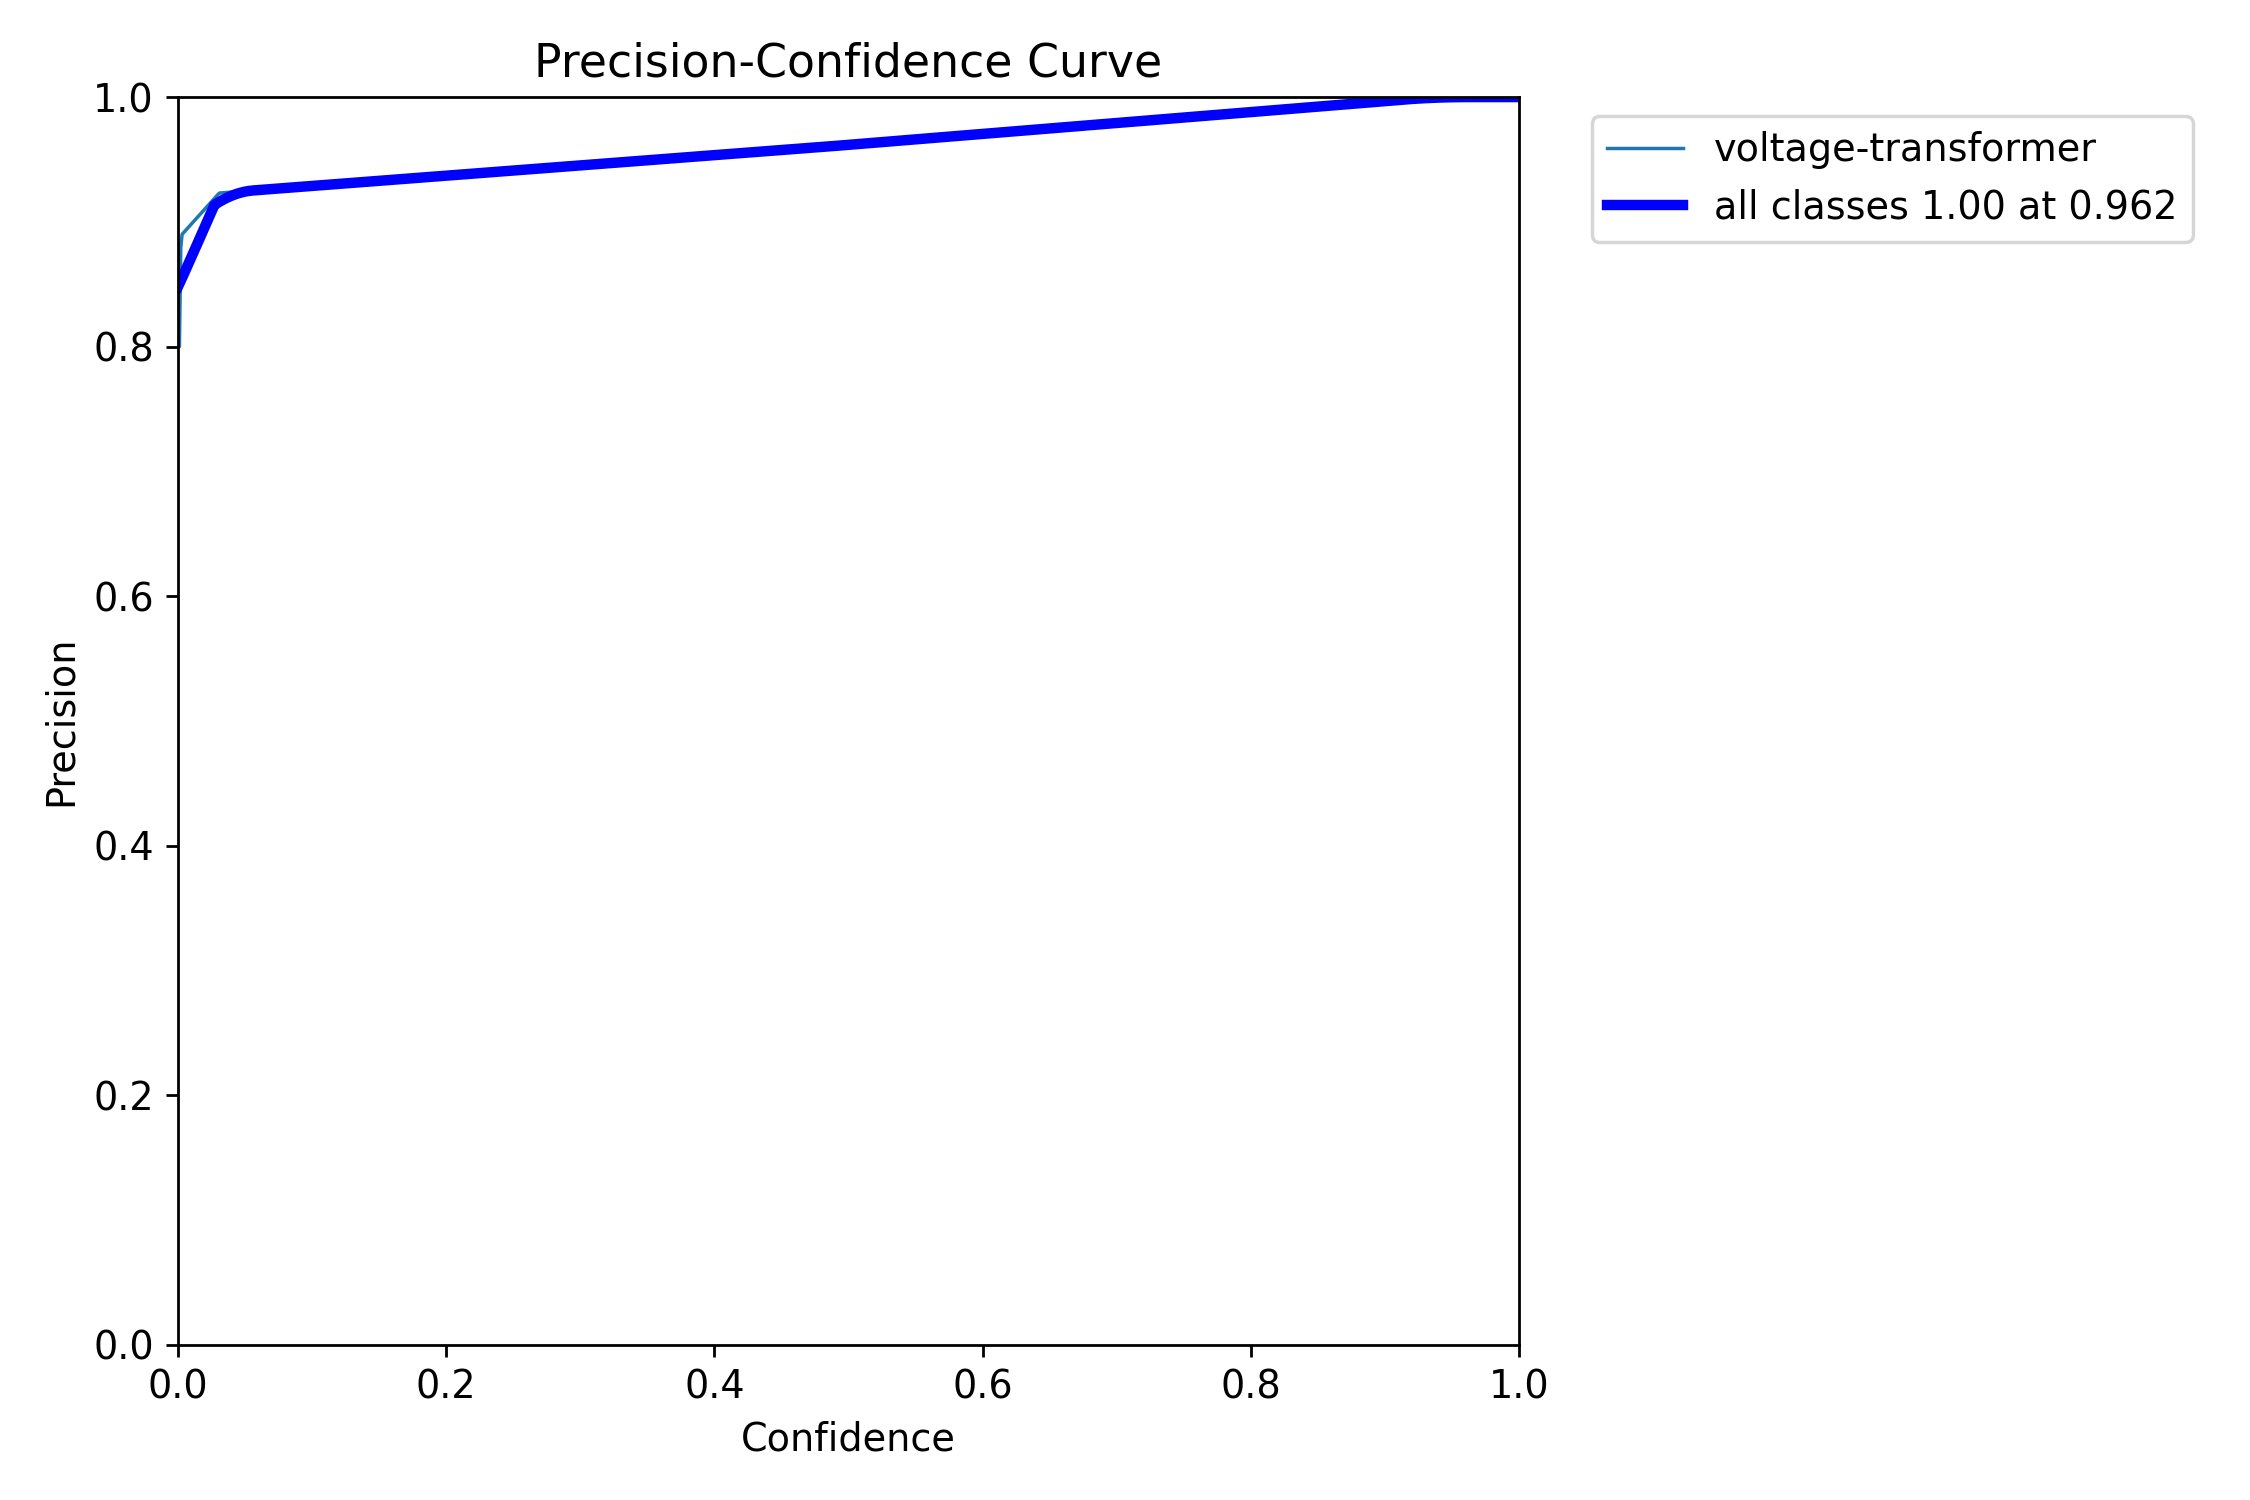 Precision-Confidence Curve
1.0
0.8
0.6
0.4
0.2
0.0
Precision
0.0 0.2 0.4 0.6 0.8 1.0
Confidence
voltage-transformer
all classes 1.00 at 0.962